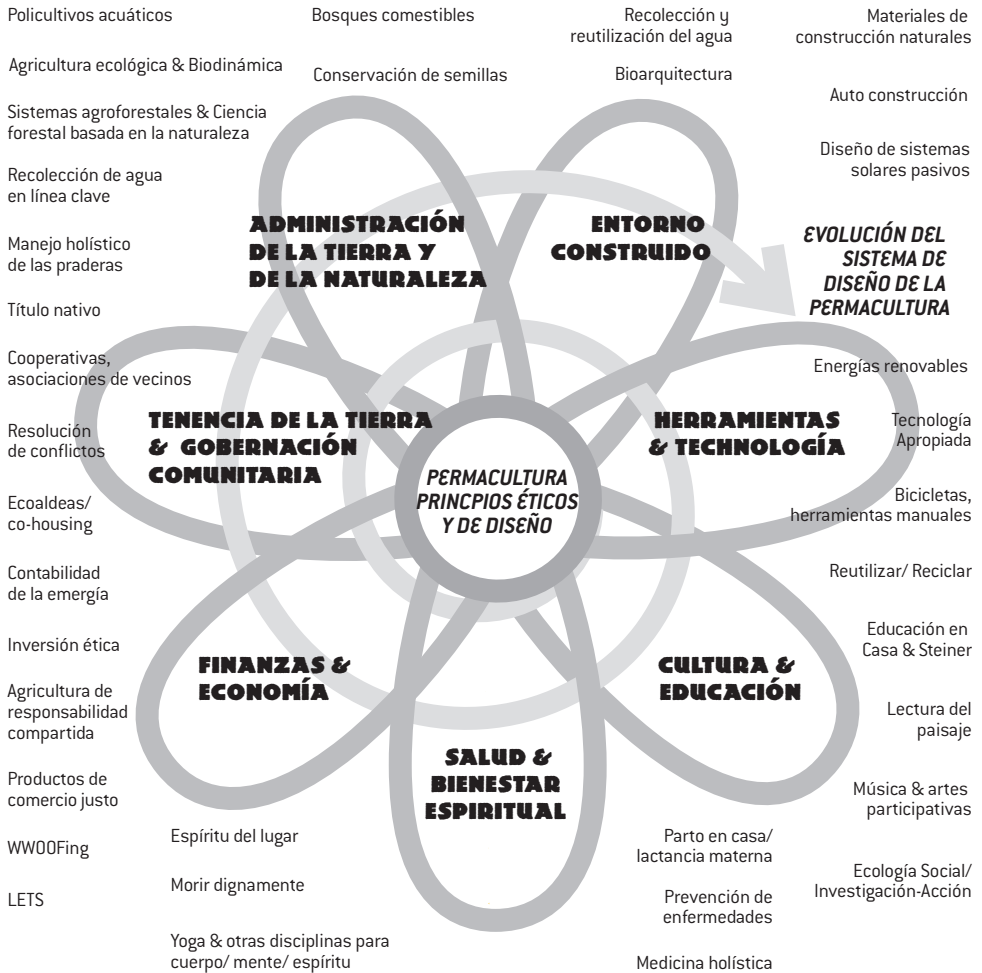 Policultivos acuáticos
Agricultura ecológica & Biodinámica
Sistemas agroforestales & Ciencia
forestal basada en la naturaleza
Recolección de agua
en línea clave
Manejo holístico
de las praderas
Título nativo
Cooperativas,
asociaciones de vecinos
Resolución
de conflictos
Ecoaldeas/
co-housing
Contabilidad
de la emergía
Inversión ética
Agricultura de
responsabilidad
compartida
Productos de
comercio justo
WWOOFing
LETS
Bosques comestibles
Conservación de semillas
Recolección y
reutilización del agua
Bioarquitectura
Materiales de
construcción naturales
Auto construcción
Diseño de sistemas
solares pasivos
EVOLUCIÓN DEL
SISTEMA DE
DISEÑO DE LA
PERMACULTURA
ADMINISTRACIÓN
DE LA TIERRA Y
DE LA NATURALEZA
ENTORNO
CONSTRUIDO
TENENCIA DE LA TIERRA
& GOBERNACIÓN
COMUNITARIA
PERMACULTURA
PRINCPIOS ÉTICOS
Y DE DISEÑO
HERRAMIENTAS
& TECHNOLOGÍA
FINANZAS &
ECONOMÍA
CULTURA &
EDUCACIÓN
SALUD &
BIENESTAR
ESPIRITUAL
Energías renovables
Tecnología
Apropiada
Bicicletas,
herramientas manuales
Reutilizar/ Reciclar
Educación en
Casa & Steiner
Lectura del
paisaje
Música & artes
participativas
Ecología Social/
Investigación-Acción
Espíritu del lugar
Morir dignamente
Yoga & otras disciplinas para
cuerpo/ mente/ espíritu
Parto en casa/
lactancia materna
Prevención de
enfermedades
Medicina holística